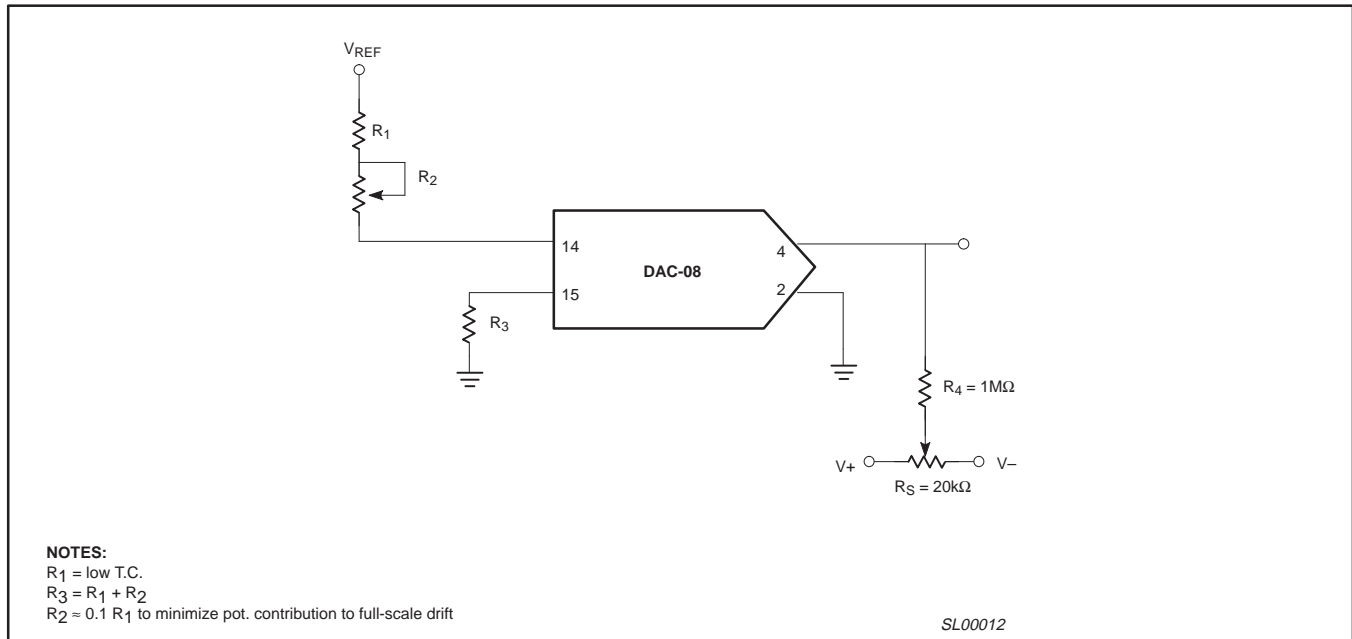 VREF
R1
R2
14
4
DAC-08
15
2
R3
R4 = 1MΩ
V+
V–
RS = 20kΩ
NOTES:
R1 = low T.C.
R3 = R1 + R2
R2 ≈ 0.1 R1 to minimize pot. contribution to full-scale drift
SL00012